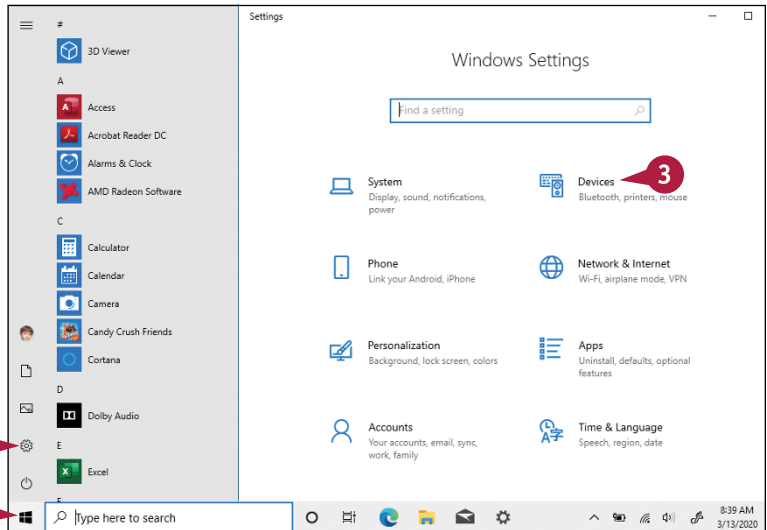 #
3D Viewer
A
Access
Acrobat Reader DC
Alarms & Clock
AMD Radeon Software
C
Calculator
Calendar
Camera
Candy Crush Friends
Cortana
D
Dolby Audio
E
Excel
Type here to search
Settings
Windows Settings
Find a setting
System
Display, sound, notifications,
power
Devices
Bluetooth, printers, mouse
3
Phone
Link your Android, iPhone
Network & Internet
Wi-Fi, airplane mode, VPN
Personalization
Background, lock screen, colors
Apps
Uninstall, defaults, optional
features
Accounts
Your accounts, email, sync,
work, family
Time & Language
Speech, region, date
8:39 AM
3/13/2020